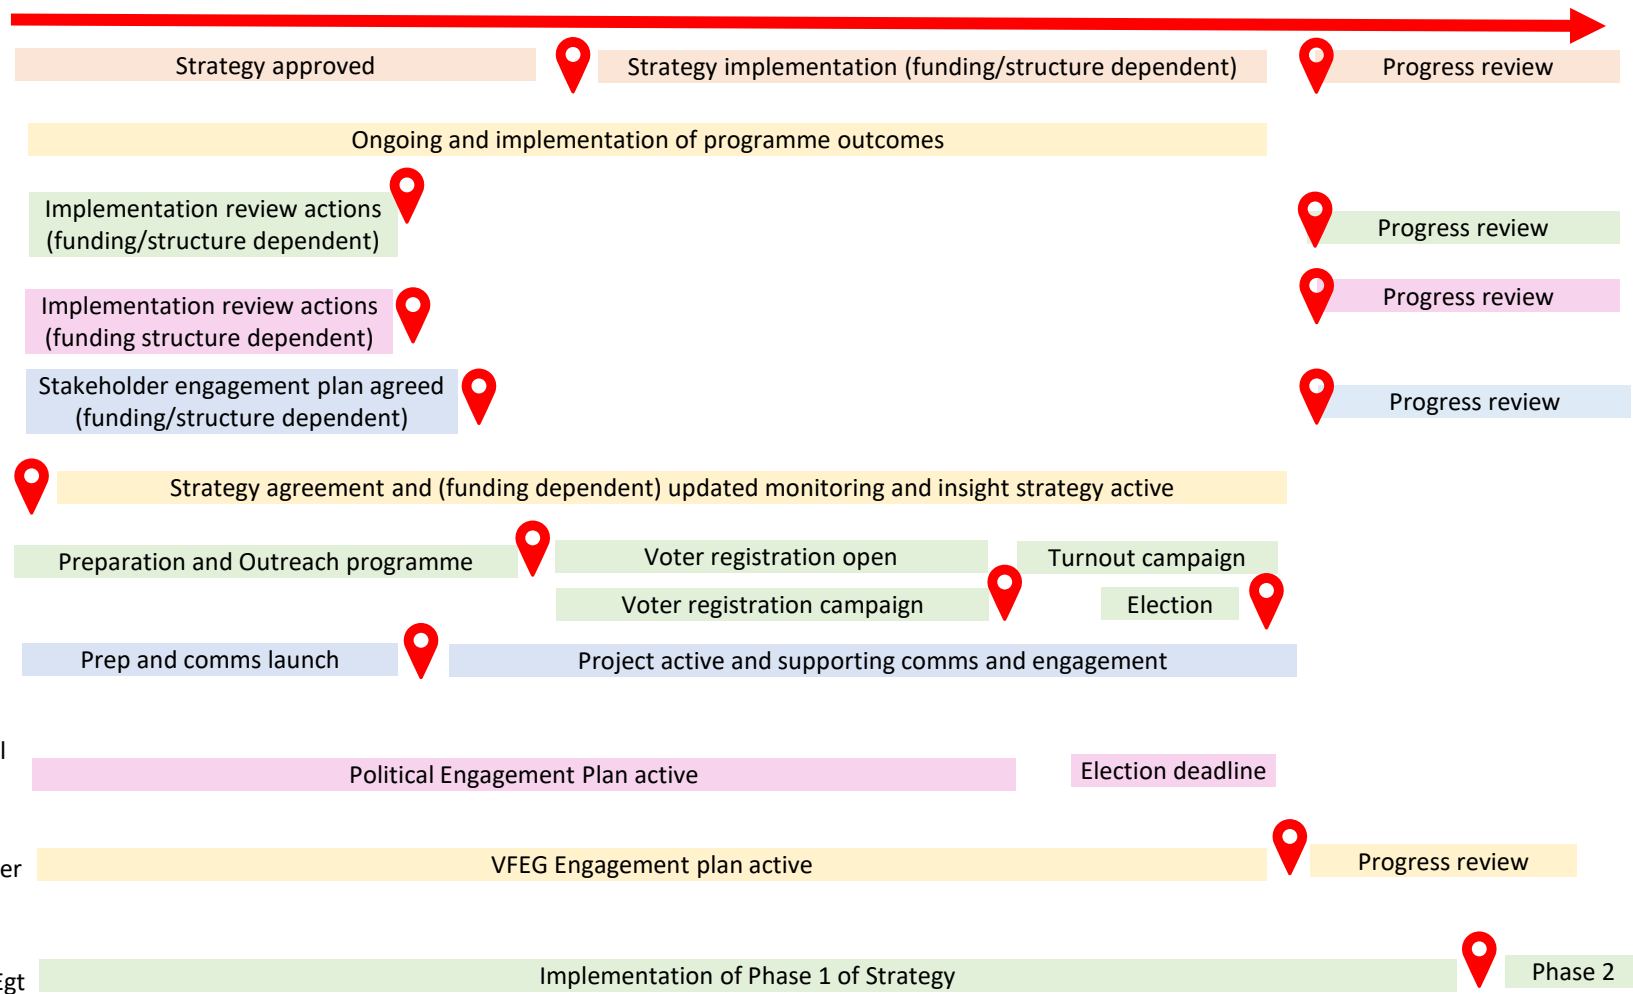 Strategy approved
Strategy implementation (funding/structure dependent)
Progress review
Ongoing and implementation of programme outcomes
Implementation review actions
(funding/structure dependent)
Progress review
Implementation review actions
(funding structure dependent)
Progress review
Stakeholder engagement plan agreed
(funding/structure dependent)
Progress review
Strategy agreement and (funding dependent) updated monitoring and insight strategy active
Preparation and Outreach programme
Voter registration open
Turnout campaign
Voter registration campaign
Election
Prep and comms launch
Project active and supporting comms and engagement
l
Political Engagement Plan active
Election deadline
er
VFEG Engagement plan active
Progress review
Egt
Implementation of Phase 1 of Strategy
Phase 2